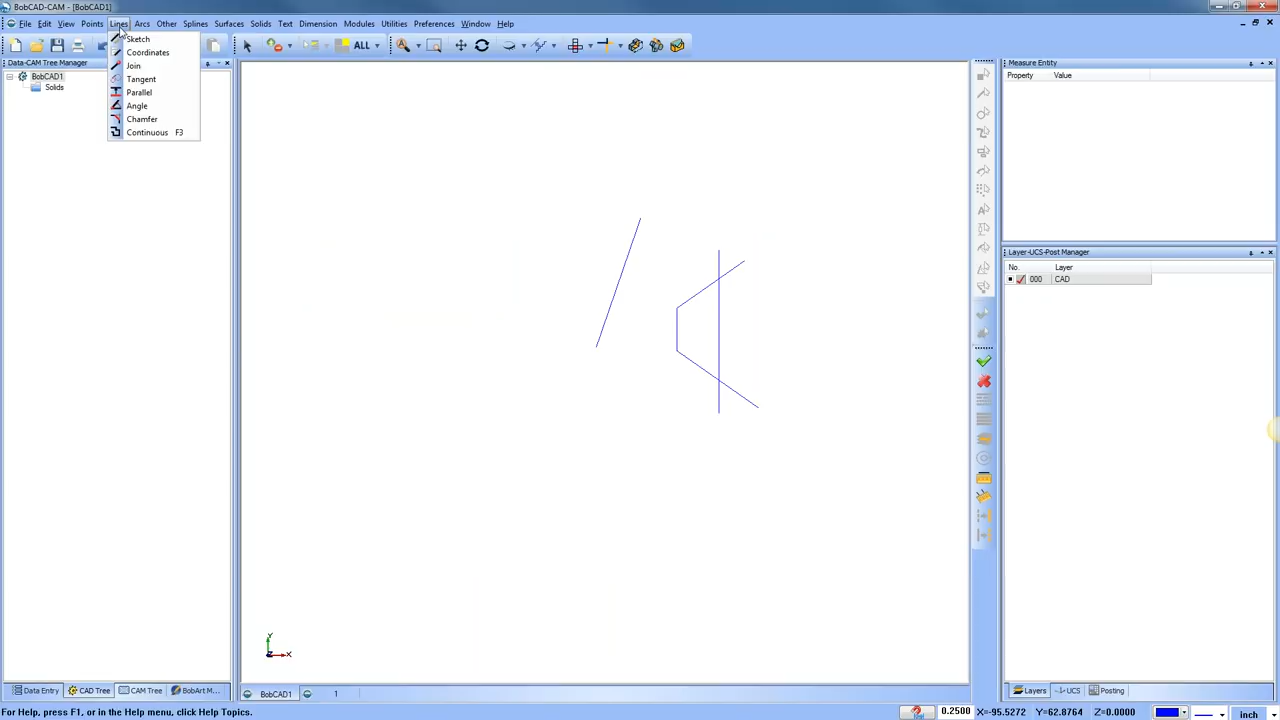 BobCAD-CAM - [BobCAD1]
File Edit View Points Lines Arcs Other Splines Surfaces Solids Text Dimension Modules Utilities Preferences Window Help
ALL
Data-CAM Tree Manager
BobCAD1
Solids
Sketch
Coordinates
Join
Tangent
Parallel
Angle
Chamfer
Continuous F3
Measure Entity
Property Value
Layer-UCS-Post Manager
No. Layer
000 CAD
Y
Z X
Data Entry CAD Tree CAM Tree BobArt M...
BobCAD1 1
Layers UCS Posting
For Help, press F1, or in the Help menu, click Help Topics.
0.2500 X=-95.5272 Y=62.8764 Z=0.0000 inch